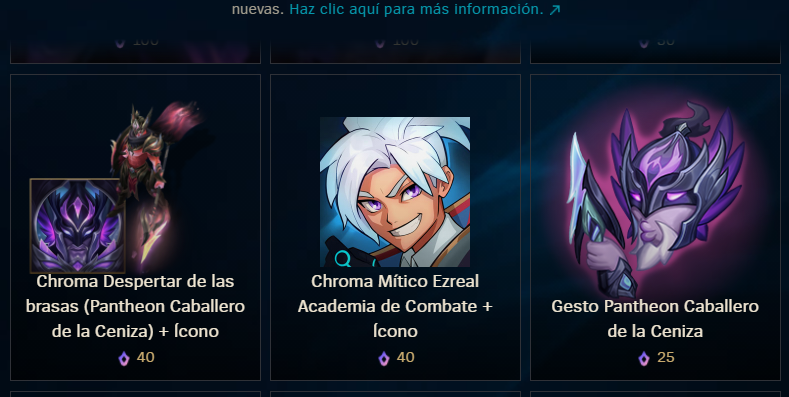 nuevas. Haz clic aquí para más información. ↗
100
100
50
Chroma Despertar de las
brasas (Pantheon Caballero
de la Ceniza) + Ícono
40
Chroma Mítico Ezreal
Academia de Combate +
Ícono
40
Gesto Pantheon Caballero
de la Ceniza
25